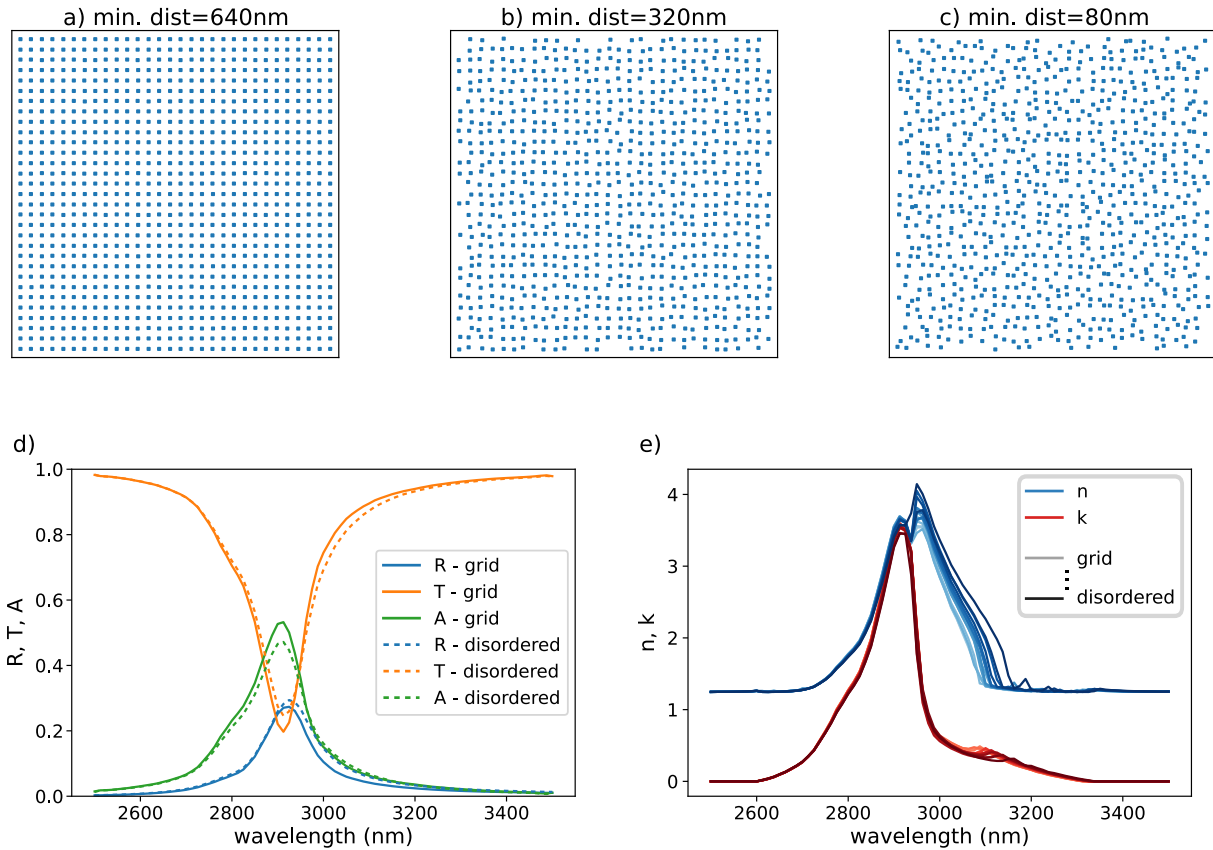 a) min. dist=640nm
b) min. dist=320nm
c) min. dist=80nm
d)
1.0
0.8
0.6
0.4
0.2
0.0
R, T, A
2600
2800
3000
3200
3400
wavelength (nm)
R - grid
T - grid
A - grid
R - disordered
T - disordered
A - disordered
e)
4
3
2
1
0
n, k
2600
2800
3000
3200
3400
wavelength (nm)
n
k
grid
disordered